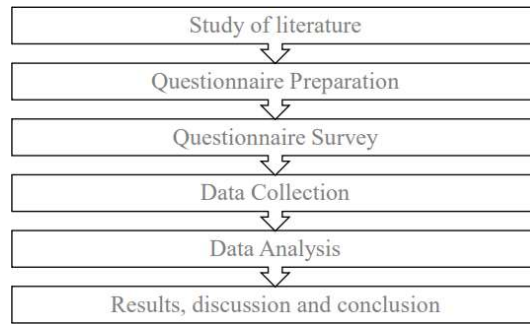 Study of literature
Questionnaire Preparation
Questionnaire Survey
Data Collection
Data Analysis
Results, discussion and conclusion